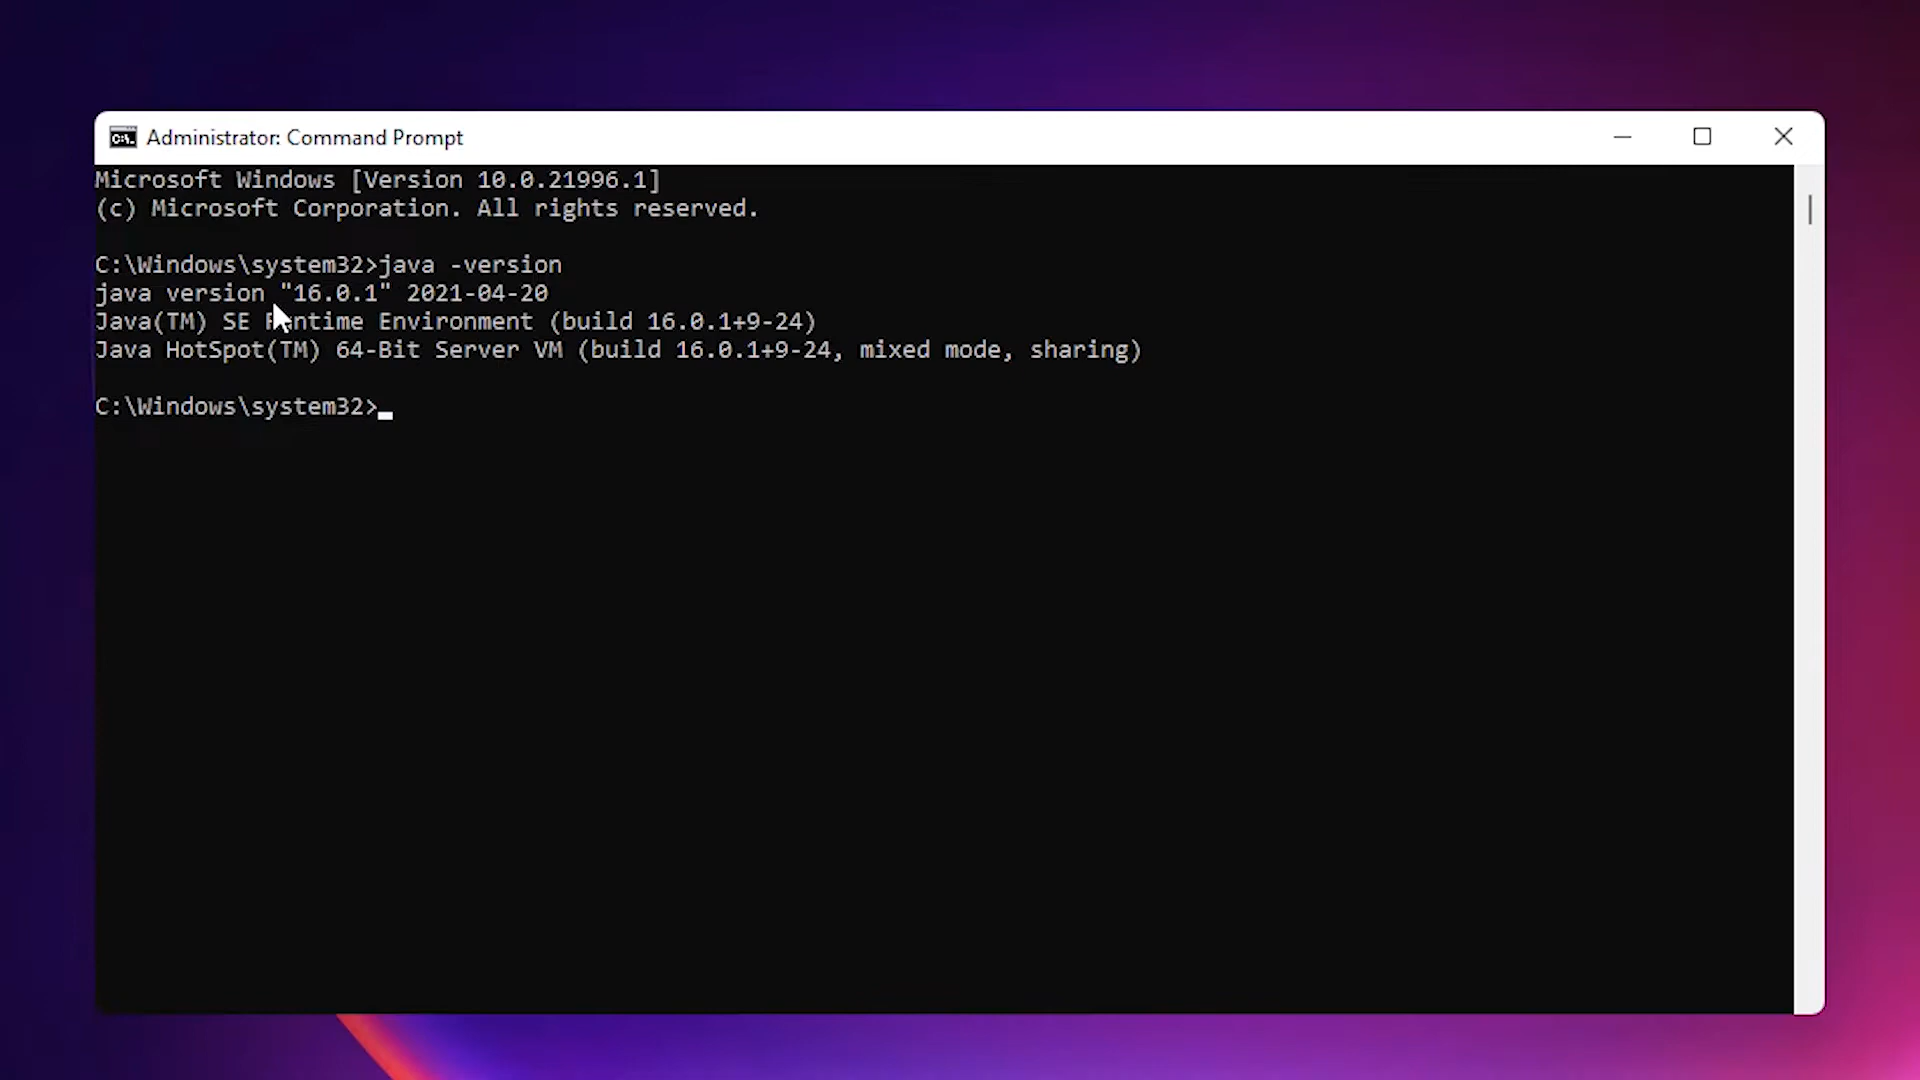 Administrator: Command Prompt
Microsoft Windows [Version 10.0.21996.1]
(c) Microsoft Corporation. All rights reserved.
C:\Windows\system32>java -version
java version "16.0.1" 2021-04-20
Java(TM) SE Runtime Environment (build 16.0.1+9-24)
Java HotSpot(TM) 64-Bit Server VM (build 16.0.1+9-24, mixed mode, sharing)
C:\Windows\system32>